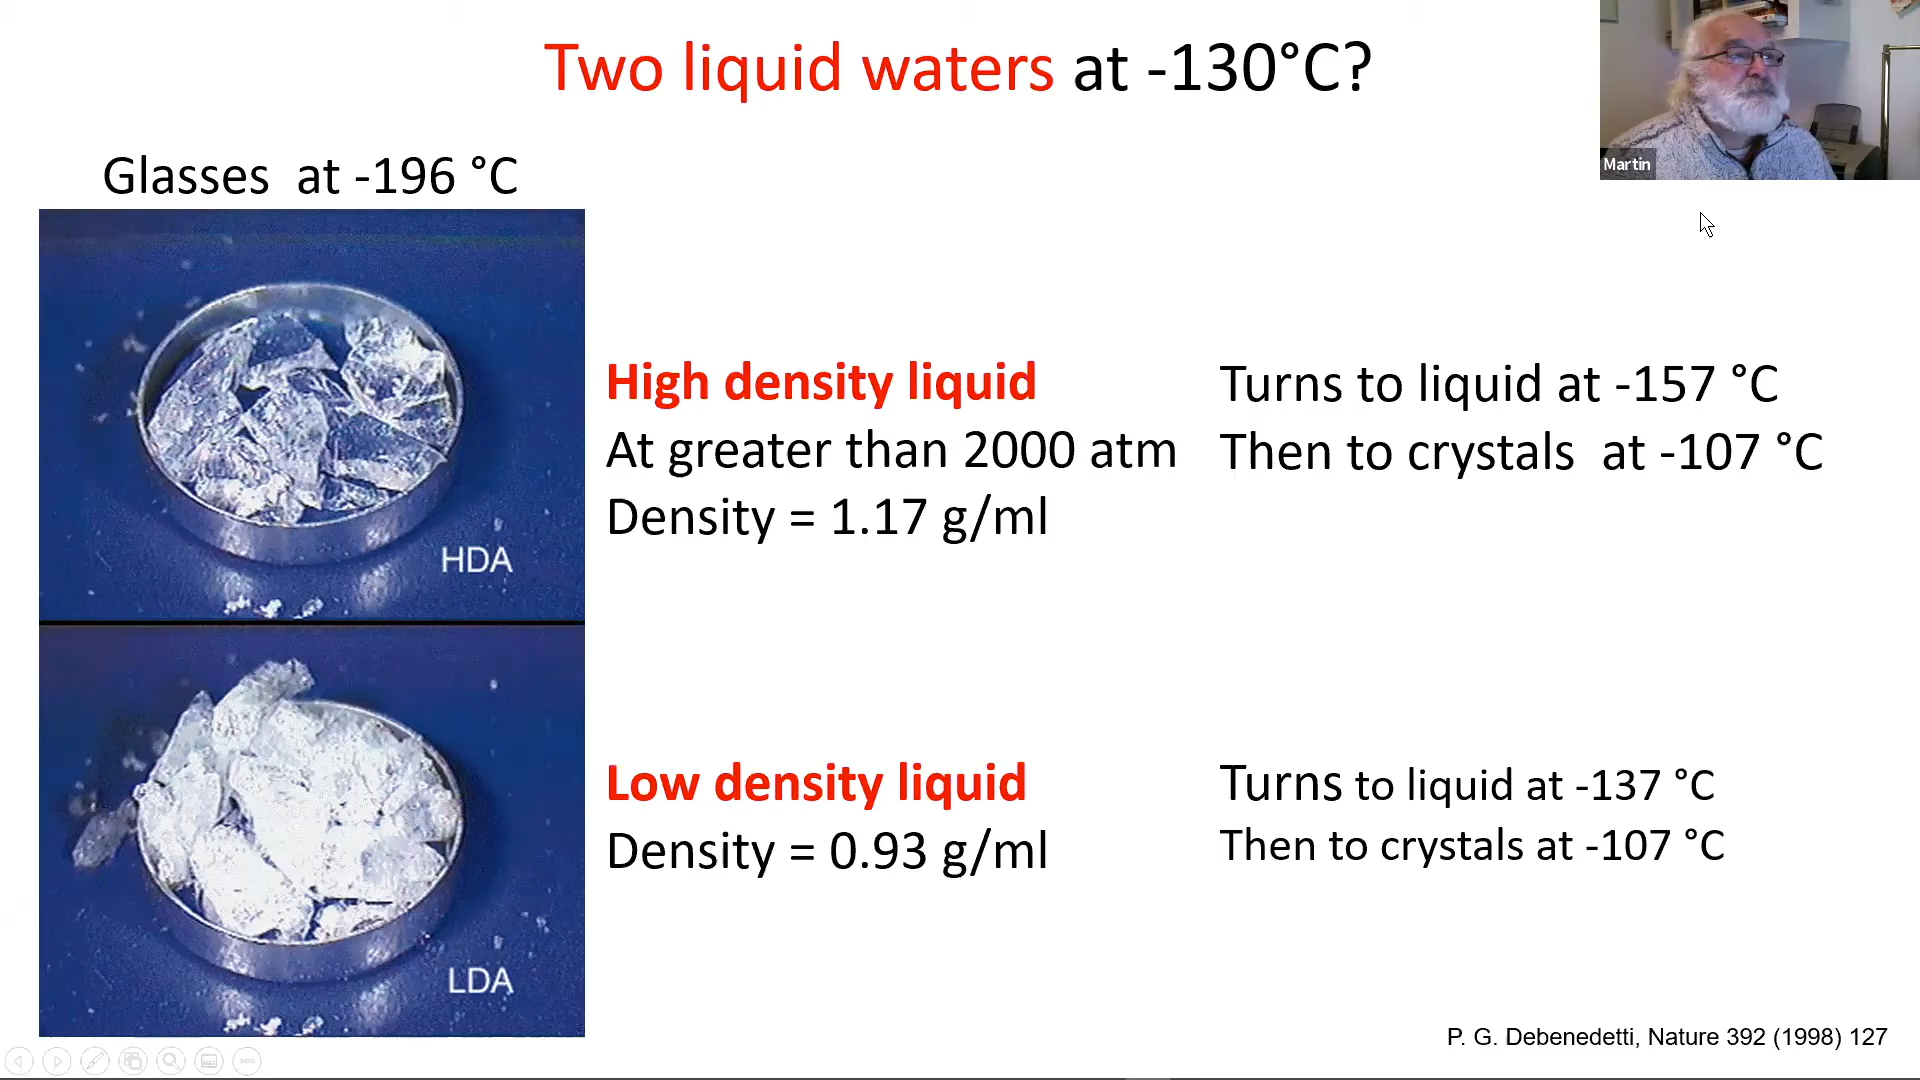 Two liquid waters at -130°C?
Martin
Glasses at -196 °C
HDA
High density liquid
At greater than 2000 atm
Density = 1.17 g/ml
Turns to liquid at -157 °C
Then to crystals at -107 °C
LDA
Low density liquid
Density = 0.93 g/ml
Turns to liquid at -137 °C
Then to crystals at -107 °C
P. G. Debenedetti, Nature 392 (1998) 127